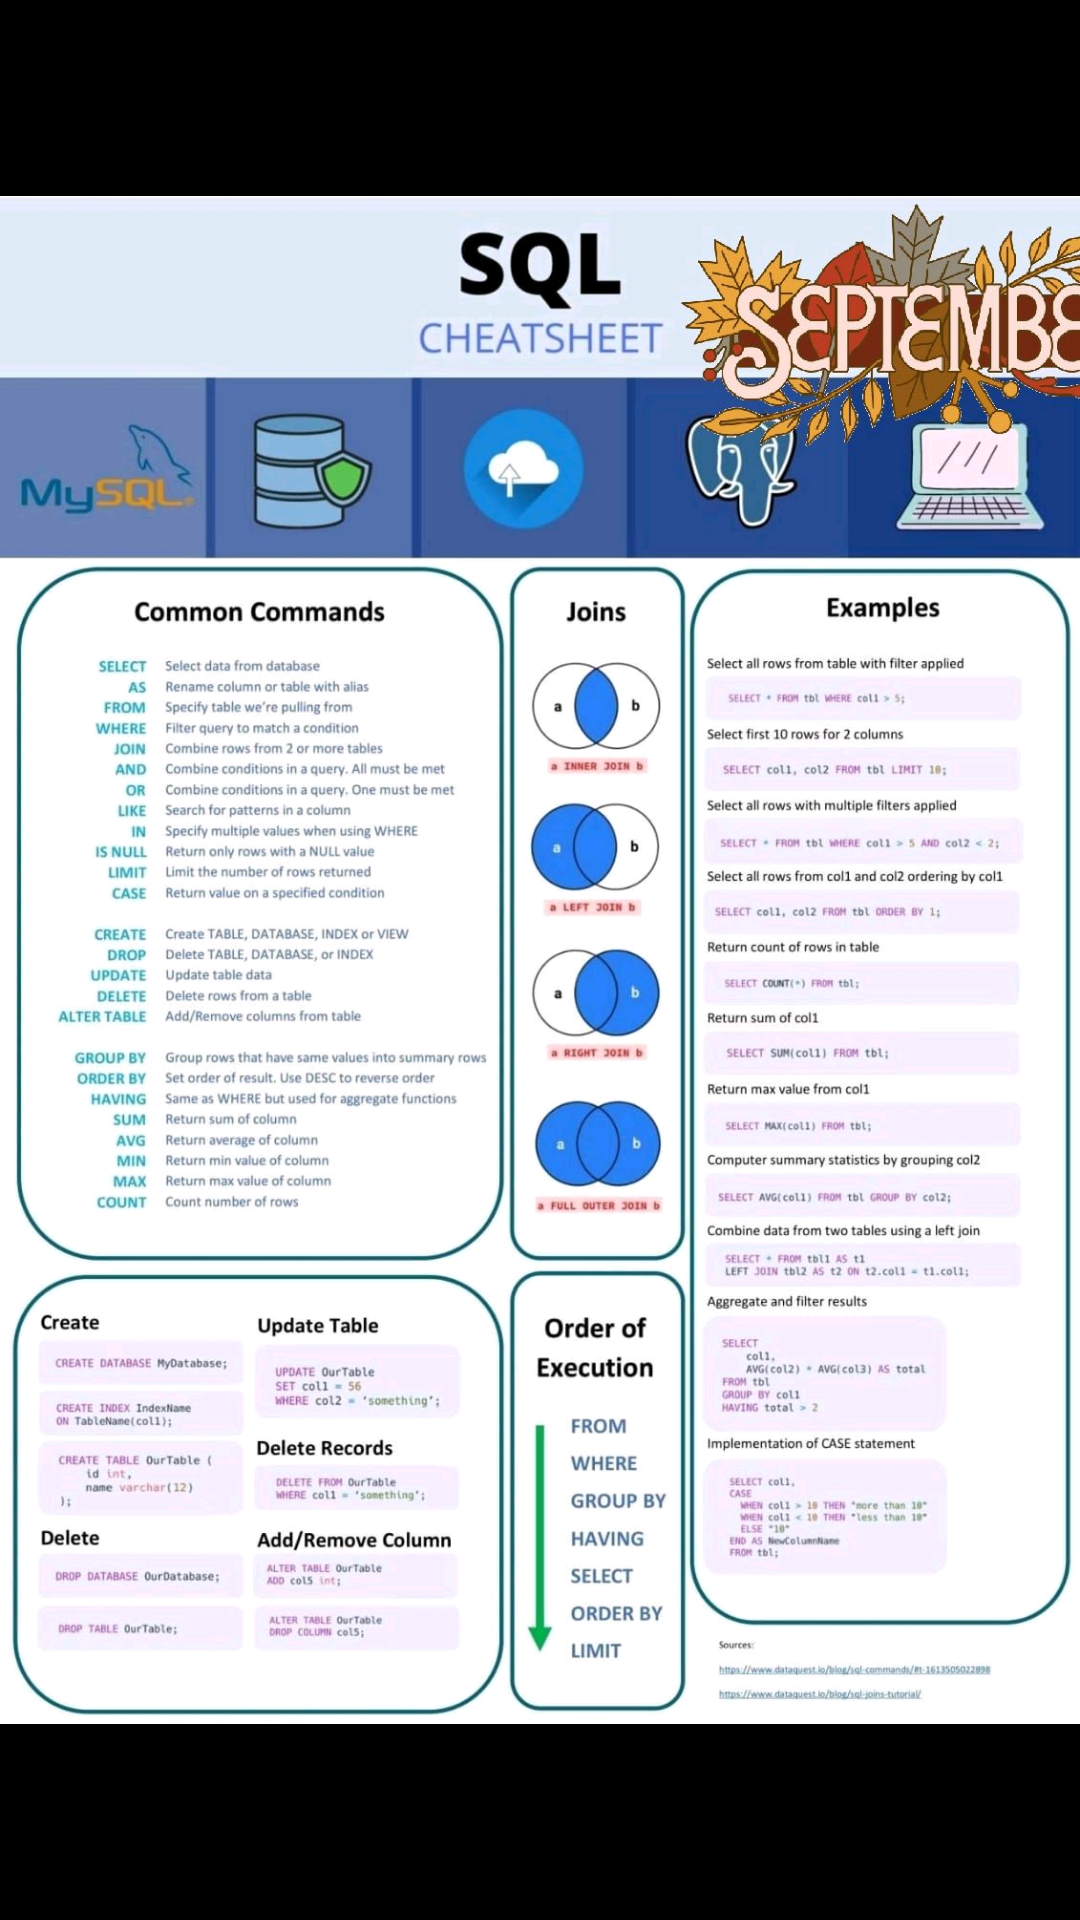 SQL
CHEATSHEET
SEPTEMBE
MySQL
Common Commands
SELECT Select data from database
AS Rename column or table with alias
FROM Specify table we're pulling from
WHERE Filter query to match a condition
JOIN Combine rows from 2 or more tables
AND Combine conditions in a query. All must be met
OR Combine conditions in a query. One must be met
LIKE Search for patterns in a column
IN Specify multiple values when using WHERE
IS NULL Return only rows with a NULL value
LIMIT Limit the number of rows returned
CASE Return value on a specified condition
CREATE Create TABLE, DATABASE, INDEX or VIEW
DROP Delete TABLE, DATABASE, or INDEX
UPDATE Update table data
DELETE Delete rows from a table
ALTER TABLE Add/Remove columns from table
GROUP BY Group rows that have same values into summary rows
ORDER BY Set order of result. Use DESC to reverse order
HAVING Same as WHERE but used for aggregate functions
SUM Return sum of column
AVG Return average of column
MIN Return min value of column
MAX Return max value of column
COUNT Count number of rows
Joins
a b
a INNER JOIN b
a b
a LEFT JOIN b
a b
a RIGHT JOIN b
a b
a FULL OUTER JOIN b
Examples
Select all rows from table with filter applied
SELECT * FROM tbl WHERE col1 > 5;
Select first 10 rows for 2 columns
SELECT col1, col2 FROM tbl LIMIT 10;
Select all rows with multiple filters applied
SELECT * FROM tbl WHERE col1 > 5 AND col2 < 2;
Select all rows from col1 and col2 ordering by col1
SELECT col1, col2 FROM tbl ORDER BY 1;
Return count of rows in table
SELECT COUNT(*) FROM tbl;
Return sum of col1
SELECT SUM(col1) FROM tbl;
Return max value from col1
SELECT MAX(col1) FROM tbl;
Computer summary statistics by grouping col2
SELECT AVG(col1) FROM tbl GROUP BY col2;
Combine data from two tables using a left join
SELECT * FROM tbl1 AS t1
LEFT JOIN tbl2 AS t2 ON t2.col1 = t1.col1;
Aggregate and filter results
SELECT
col1,
AVG(col2) * AVG(col3) AS total
FROM tbl
GROUP BY col1
HAVING total > 2
Implementation of CASE statement
SELECT col1,
CASE
WHEN col1 > 10 THEN "more than 10"
WHEN col1 < 10 THEN "less than 10"
ELSE "10"
END AS NewColumnName
FROM tbl;
Create
CREATE DATABASE MyDatabase;
CREATE INDEX IndexName
ON TableName(col1);
CREATE TABLE OurTable (
id int,
name varchar(12)
);
Delete
DROP DATABASE OurDatabase;
DROP TABLE OurTable;
Update Table
UPDATE OurTable
SET col1 = 56
WHERE col2 = 'something';
Delete Records
DELETE FROM OurTable
WHERE col1 = 'something';
Add/Remove Column
ALTER TABLE OurTable
ADD col5 int;
ALTER TABLE OurTable
DROP COLUMN col5;
Order of
Execution
FROM
WHERE
GROUP BY
HAVING
SELECT
ORDER BY
LIMIT
Sources:
https://www.dataquest.io/blog/sql-commands/#t-1613505022898
https://www.dataquest.io/blog/sql-joins-tutorial/